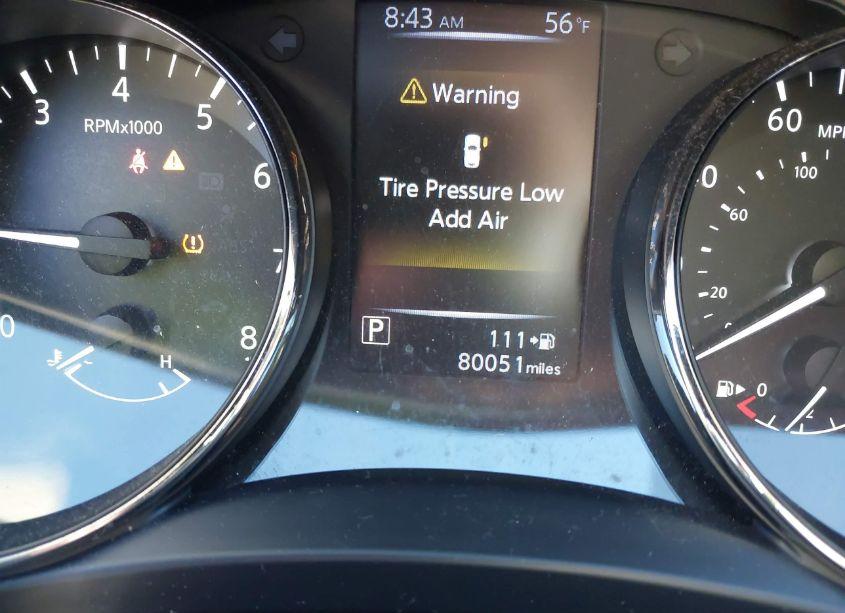 8:43 AM 56°F
Warning
Tire Pressure Low
Add Air
P
111
80051 miles
3
4
5
6
7
8
0
RPMx1000
H
60
MPH
100
60
20
0